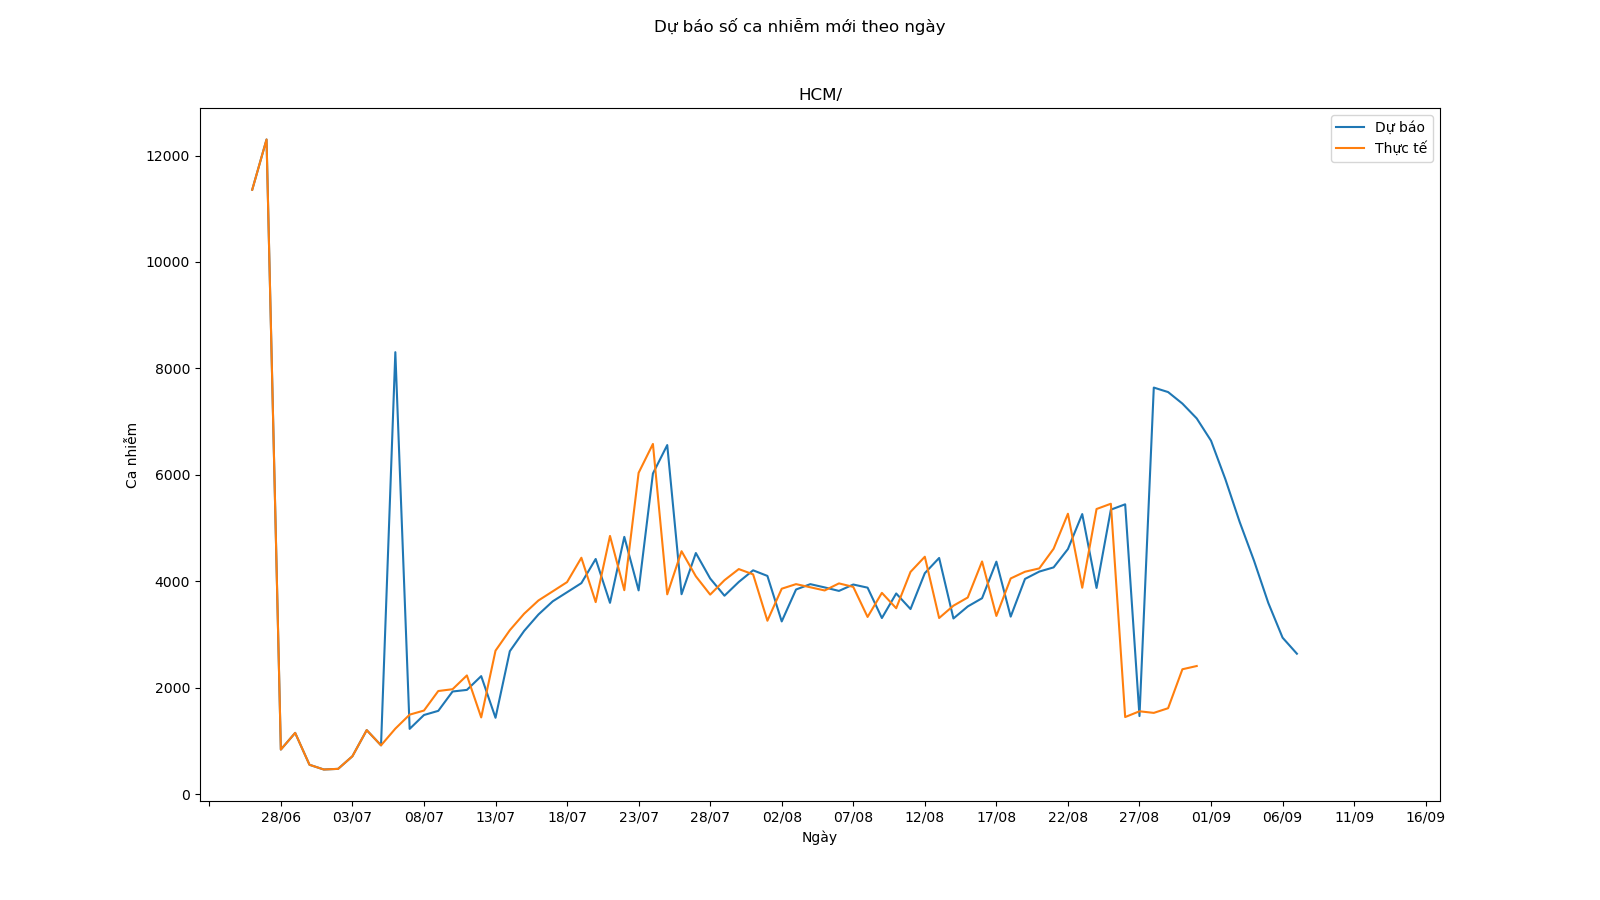 Dự báo số ca nhiễm mới theo ngày
HCM/
Dự báo
Thực tế
12000
10000
8000
6000
4000
2000
0
Ca nhiễm
28/06 03/07 08/07 13/07 18/07 23/07 28/07 02/08 07/08 12/08 17/08 22/08 27/08 01/09 06/09 11/09 16/09
Ngày